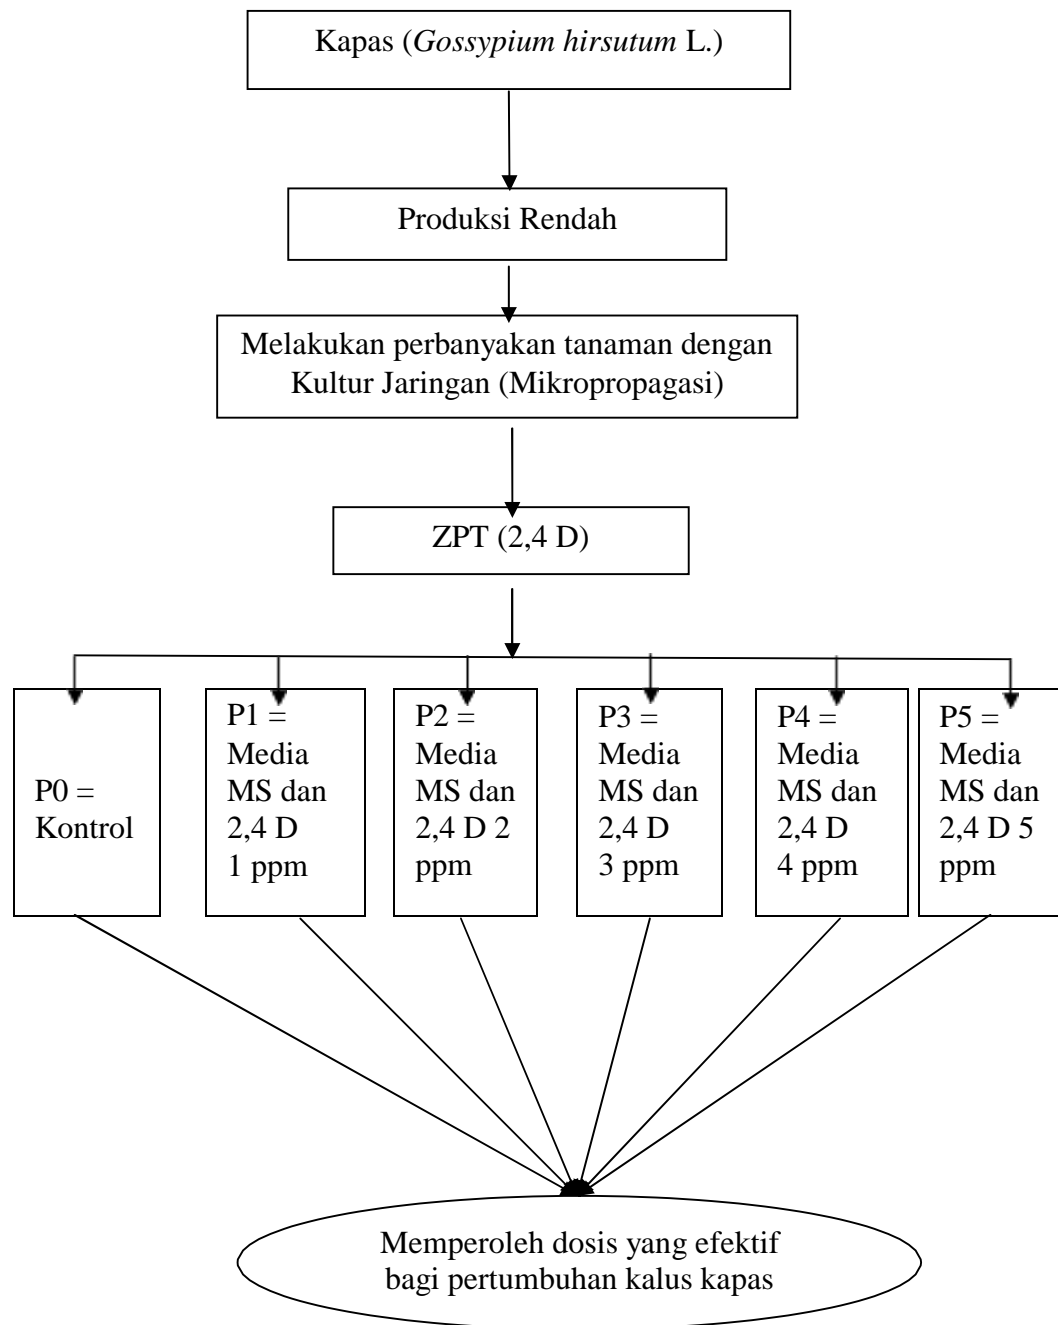 Kapas (Gossypium hirsutum L.)
Produksi Rendah
Melakukan perbanyakan tanaman dengan
Kultur Jaringan (Mikropropagasi)
ZPT (2,4 D)
P0 =
Kontrol
P1 =
Media
MS dan
2,4 D
1 ppm
P2 =
Media
MS dan
2,4 D 2
ppm
P3 =
Media
MS dan
2,4 D
3 ppm
P4 =
Media
MS dan
2,4 D
4 ppm
P5 =
Media
MS dan
2,4 D 5
ppm
Memperoleh dosis yang efektif
bagi pertumbuhan kalus kapas